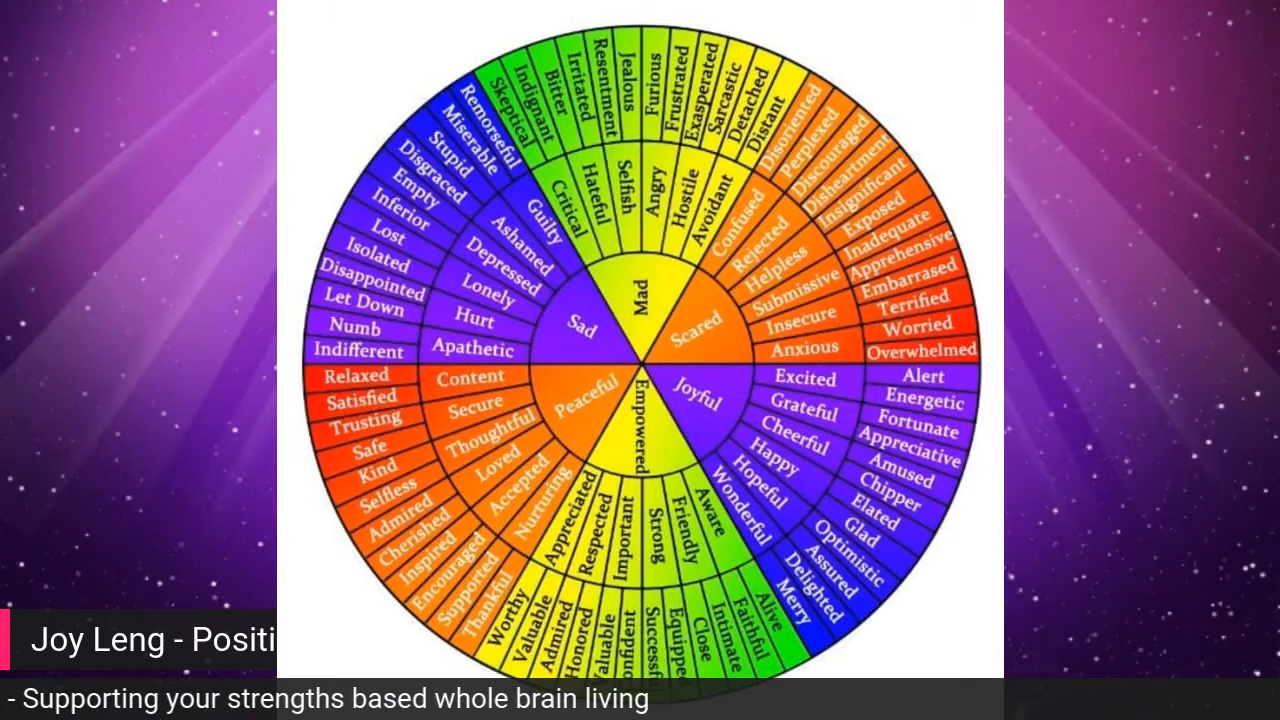 Mad
Scared
Joyful
Empowered
Peaceful
Sad
Critical
Hateful
Selfish
Angry
Hostile
Avoidant
Confused
Rejected
Helpless
Submissive
Insecure
Anxious
Excited
Grateful
Cheerful
Happy
Hopeful
Wonderful
Aware
Friendly
Strong
Important
Respected
Appreciated
Nurturing
Accepted
Loved
Thoughtful
Secure
Content
Apathetic
Hurt
Lonely
Depressed
Ashamed
Guilty
Skeptical
Indignant
Bitter
Irritated
Resentment
Jealous
Furious
Frustrated
Exasperated
Sarcastic
Detached
Distant
Disoriented
Perplexed
Discouraged
Disheartment
Insignificant
Exposed
Inadequate
Apprehensive
Embarrased
Terrified
Worried
Overwhelmed
Alert
Energetic
Fortunate
Appreciative
Amused
Chipper
Elated
Glad
Optimistic
Assured
Delighted
Merry
Alive
Faithful
Intimate
Close
Equippe
Successf
nfident
aluable
Honored
Admired
Valuable
Worthy
Thankful
Supported
Encouraged
Inspired
Cherished
Admired
Selfless
Kind
Safe
Trusting
Satisfied
Relaxed
Indifferent
Numb
Let Down
Disappointed
Isolated
Lost
Inferior
Empty
Disgraced
Stupid
Miserable
Remorseful
Joy Leng - Positi
- Supporting your strengths based whole brain living